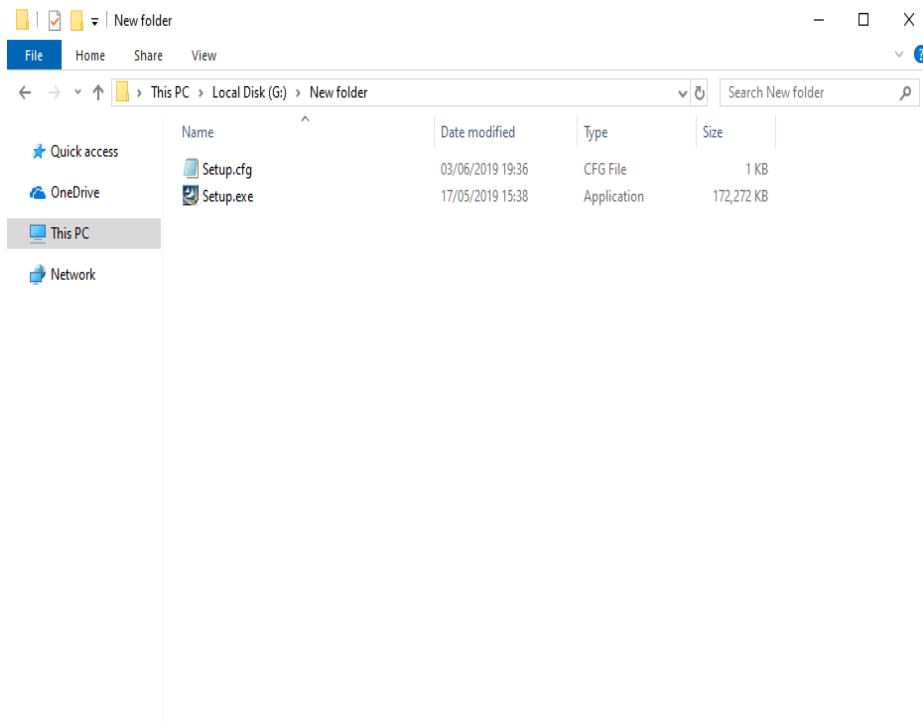 New folder
File Home Share View
This PC > Local Disk (G:) > New folder
Search New folder
Quick access
OneDrive
This PC
Network
Name Date modified Type Size
Setup.cfg 03/06/2019 19:36 CFG File 1 KB
Setup.exe 17/05/2019 15:38 Application 172,272 KB